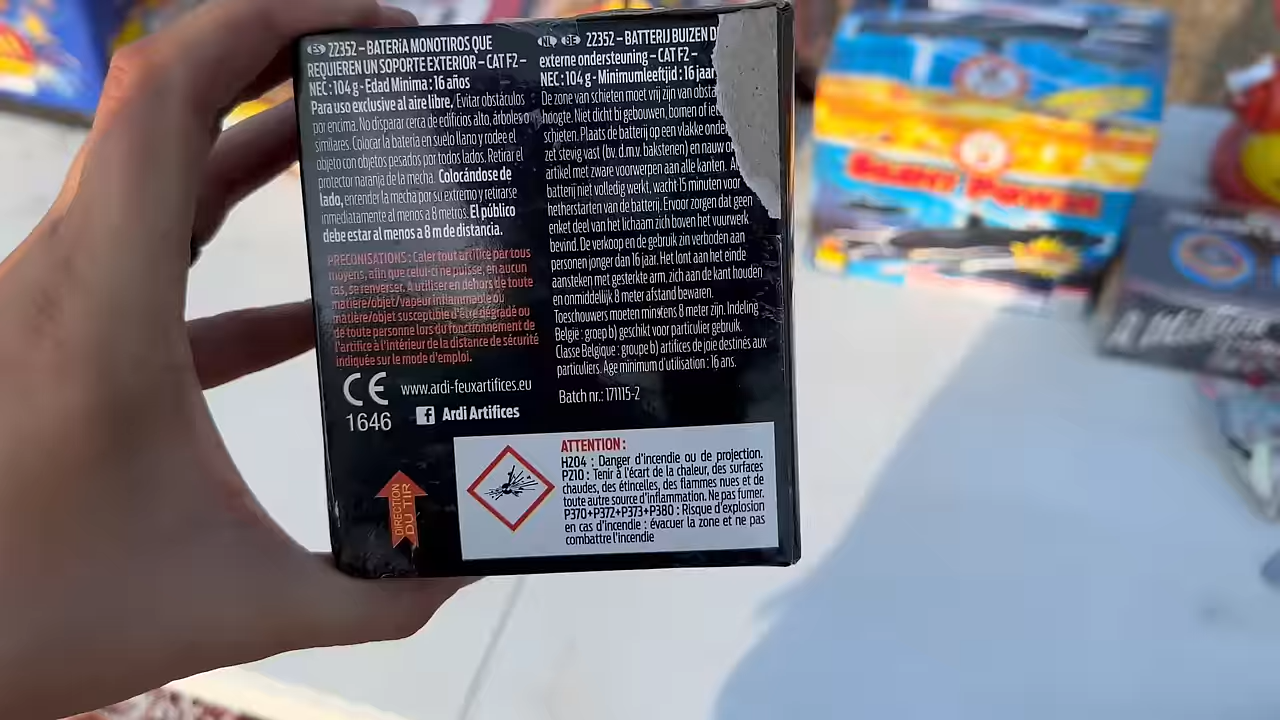 ES 22352 – BATERÍA MONOTIROS QUE
REQUIEREN UN SOPORTE EXTERIOR – CAT F2 –
NEC : 104 g - Edad Minima : 16 años
Para uso exclusivo al aire libre, Evitar obstáculos
por encima. No disparar cerca de edificios alto, árboles o
similares. Colocar la bateria en suelo llano y rodee el
objeto con objetos pesados por todos lados. Retirar el
protector naranja de la mecha. Colocándose de
lado, encender la mecha por su extremo y retirarse
inmediatamente al menos a 8 metros. El público
debe estar al menos a 8 m de distancia.
PRECONISATIONS : Caler tout artifice par tous
moyens, afin que celui-ci ne puisse, en aucun
cas, se renverser. A utiliser en dehors de toute
matière/objet/vapeur inflammable ou
matière/objet susceptible d'être dégradé ou
de toute personne lors du fonctionnement de
l'artifice à l'intérieur de la distance de sécurité
indiquée sur le mode d'emploi.
CE www.ardi-feuxartifices.eu
1646 f Ardi Artifices
DIRECTION
DU TIR
NL BE 22352 – BATTERIJ BUIZEN
externe ondersteuning – CAT F2 –
NEC : 104 g - Minimumleeftijd : 16 jaar
De zone van schieten moet vrij zijn van
hoogte. Niet dicht bij gebouwen, bomen of
schieten. Plaats de batterij op een vlakke
zet stevig vast (bv. d.m.v. bakstenen) en nauw
artikel met zware voorwerpen aan alle kanten.
batterij niet volledig werkt, wacht 15 minuten voor
hetherstarten van de batterij. Ervoor zorgen dat geen
enkel deel van het lichaam zich boven het vuurwerk
bevind. De verkoop en de gebruik zin verboden aan
personen jonger dan 16 jaar. Het lont aan het einde
aansteken met gesterkte arm, zich aan de kant houden
en onmiddellijk 8 meter afstand bewaren.
Toeschouwers moeten minstens 8 meter zijn. Indeling
België : groep b) geschikt voor particulier gebruik.
Classe Belgique : groupe b) artifices de joie destinés aux
particuliers. Âge minimum d'utilisation : 16 ans.
Batch nr.: 171115-2
ATTENTION :
H204 : Danger d'incendie ou de projection.
P210 : Tenir à l'écart de la chaleur, des surfaces
chaudes, des étincelles, des flammes nues et de
toute autre source d'inflammation. Ne pas fumer.
P370+P372+P373+P380 : Risque d'explosion
en cas d'incendie : évacuer la zone et ne pas
combattre l'incendie
Power